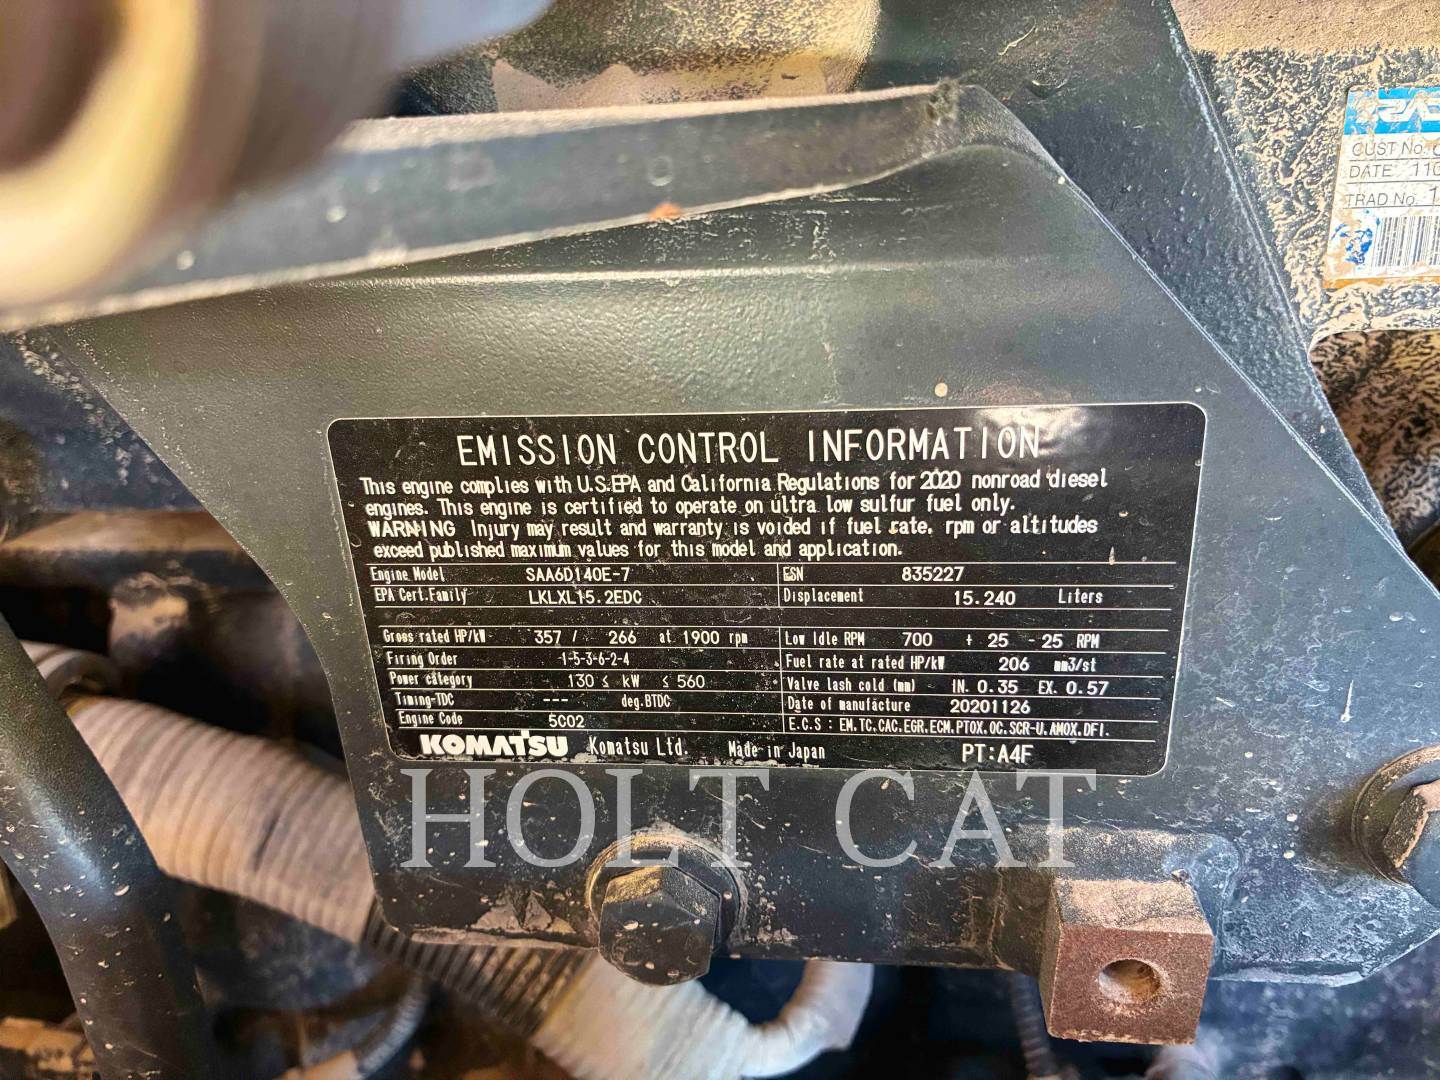 CUST No.
DATE 110
TRAD No. 1
EMISSION CONTROL INFORMATION
This engine complies with U.S.EPA and California Regulations for 2020 nonroad diesel
engines. This engine is certified to operate on ultra low sulfur fuel only.
WARNING Injury may result and warranty is voided if fuel rate, rpm or altitudes
exceed published maximum values for this model and application.
Engine Model SAA6D140E-7 ESN 835227
EPA Cert.Family LKLXL15.2EDC Displacement 15.240 Liters
Gross rated HP/kW 357 / 266 at 1900 rpm Low Idle RPM 700 + 25 - 25 RPM
Firing Order 1-5-3-6-2-4 Fuel rate at rated HP/kW 206 mm3/st
Power category 130 ≤ kW ≤ 560 Valve lash cold (mm) IN. 0.35 EX. 0.57
Timing-TDC --- deg.BTDC Date of manufacture 20201126
Engine Code 5C02 E.C.S : EM.TC.CAC.EGR.ECM.PTOX.OC.SCR-U.AMOX.DFI.
KOMATSU Komatsu Ltd. Made in Japan PT:A4F
HOLT CAT